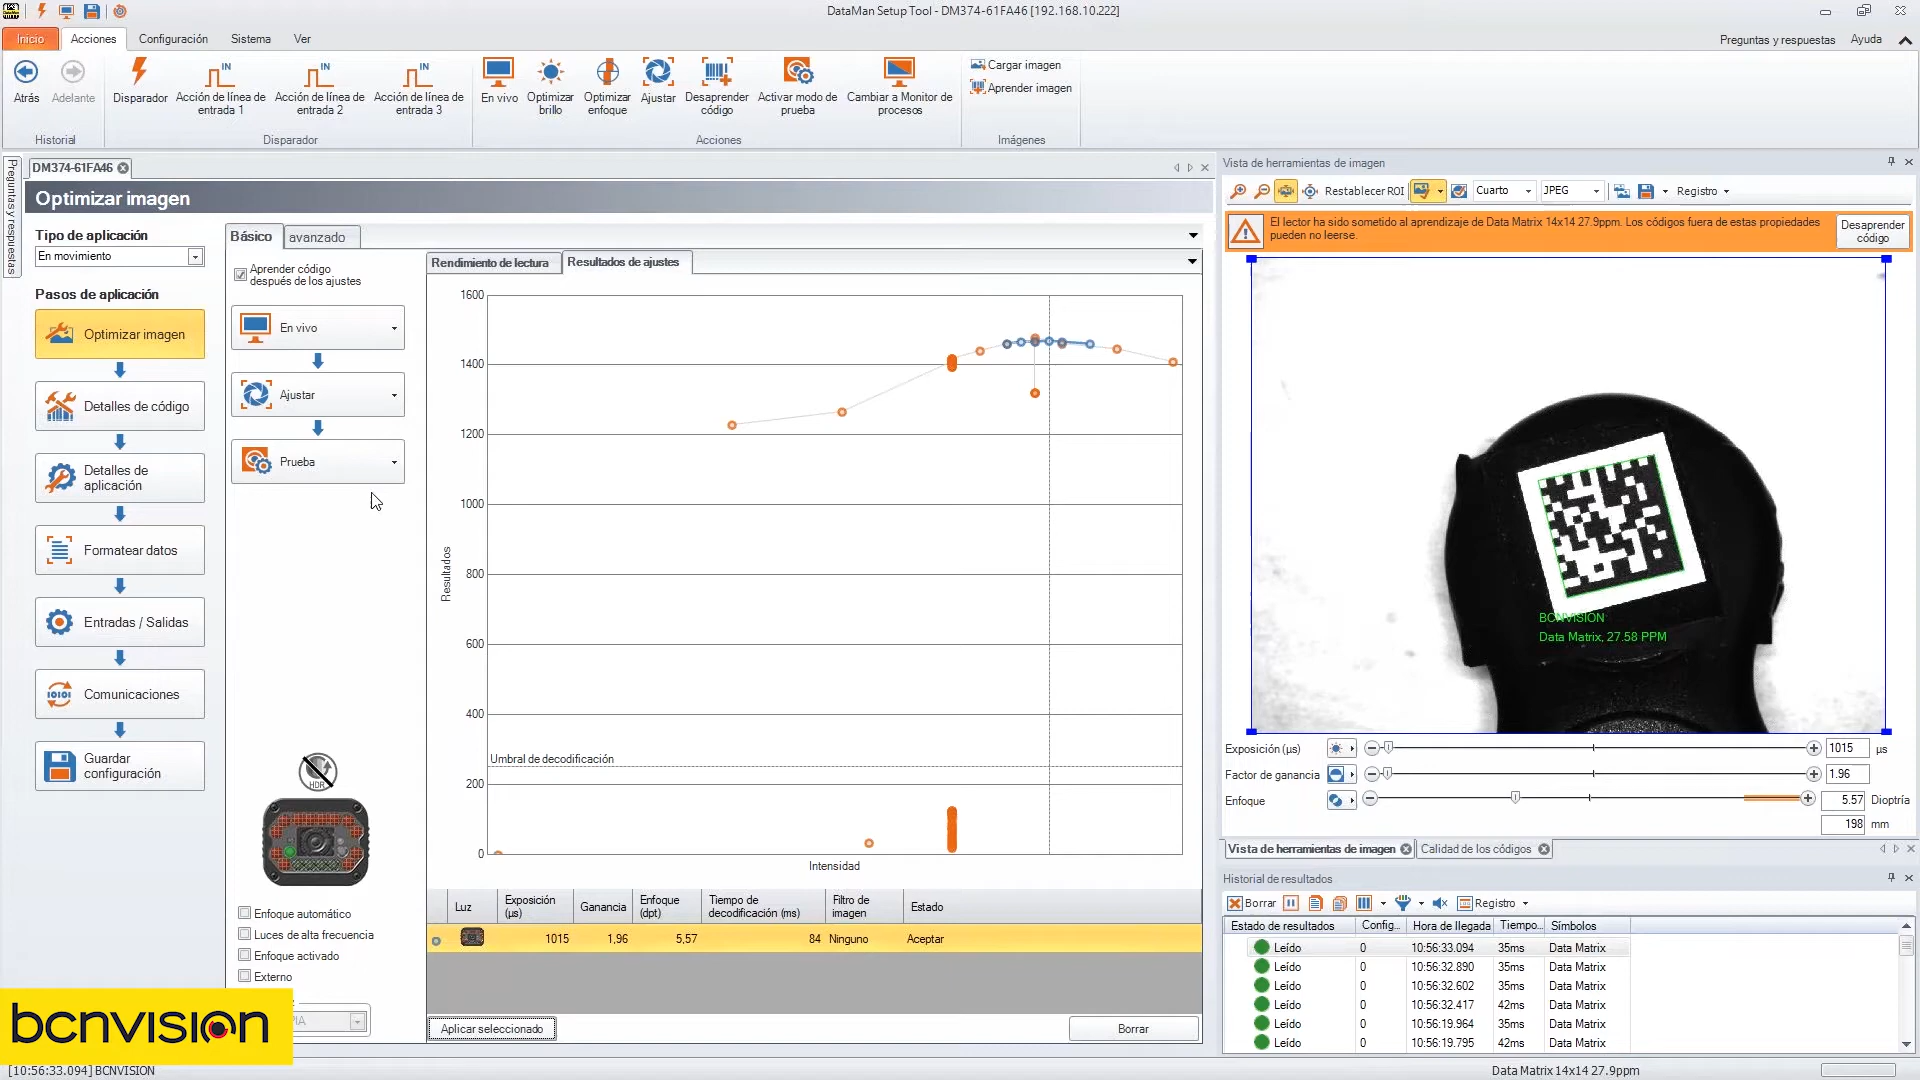 DataMan Setup Tool - DM374-61FA46 [192.168.10.222]
Inicio
Acciones
Configuración
Sistema
Ver
Preguntas y respuestas
Ayuda
Atrás
Adelante
Historial
Disparador
IN
Acción de línea de
entrada 1
IN
Acción de línea de
entrada 2
IN
Acción de línea de
entrada 3
Disparador
En vivo
Optimizar
brillo
Optimizar
enfoque
Ajustar
Desaprender
código
Activar modo de
prueba
Cambiar a Monitor de
procesos
Acciones
Cargar imagen
Aprender imagen
Imágenes
Preguntas y respuestas
DM374-61FA46
Optimizar imagen
Tipo de aplicación
En movimiento
Pasos de aplicación
Optimizar imagen
Detalles de código
Detalles de
aplicación
Formatear datos
Entradas / Salidas
Comunicaciones
Guardar
configuración
Básico
avanzado
Aprender código
después de los ajustes
En vivo
Ajustar
Prueba
HDR
Enfoque automático
Luces de alta frecuencia
Enfoque activado
Externo
Rendimiento de lectura
Resultados de ajustes
1600
1400
1200
1000
800
600
400
200
0
Resultados
Umbral de decodificación
Intensidad
Luz
Exposición
(µs)
Ganancia
Enfoque
(dpt)
Tiempo de
decodificación (ms)
Filtro de
imagen
Estado
1015 1,96 5,57 84 Ninguno Aceptar
Aplicar seleccionado
Borrar
Vista de herramientas de imagen
Restablecer ROI
Cuarto
JPEG
Registro
El lector ha sido sometido al aprendizaje de Data Matrix 14x14 27.9ppm. Los códigos fuera de estas propiedades
pueden no leerse.
Desaprender
código
BCNVISION
Data Matrix, 27.58 PPM
Exposición (µs)
1015 µs
Factor de ganancia
1.96
Enfoque
5.57 Dioptría
198 mm
Vista de herramientas de imagen
Calidad de los códigos
Historial de resultados
Borrar
Registro
Estado de resultados Config... Hora de llegada Tiempo... Símbolos
Leído 0 10:56:33.094 35ms Data Matrix
Leído 0 10:56:32.890 35ms Data Matrix
Leído 0 10:56:32.602 35ms Data Matrix
Leído 0 10:56:32.417 42ms Data Matrix
Leído 0 10:56:19.964 35ms Data Matrix
Leído 0 10:56:19.795 42ms Data Matrix
bcnvision
[10:56:33.094] BCNVISION
Data Matrix 14x14 27.9ppm